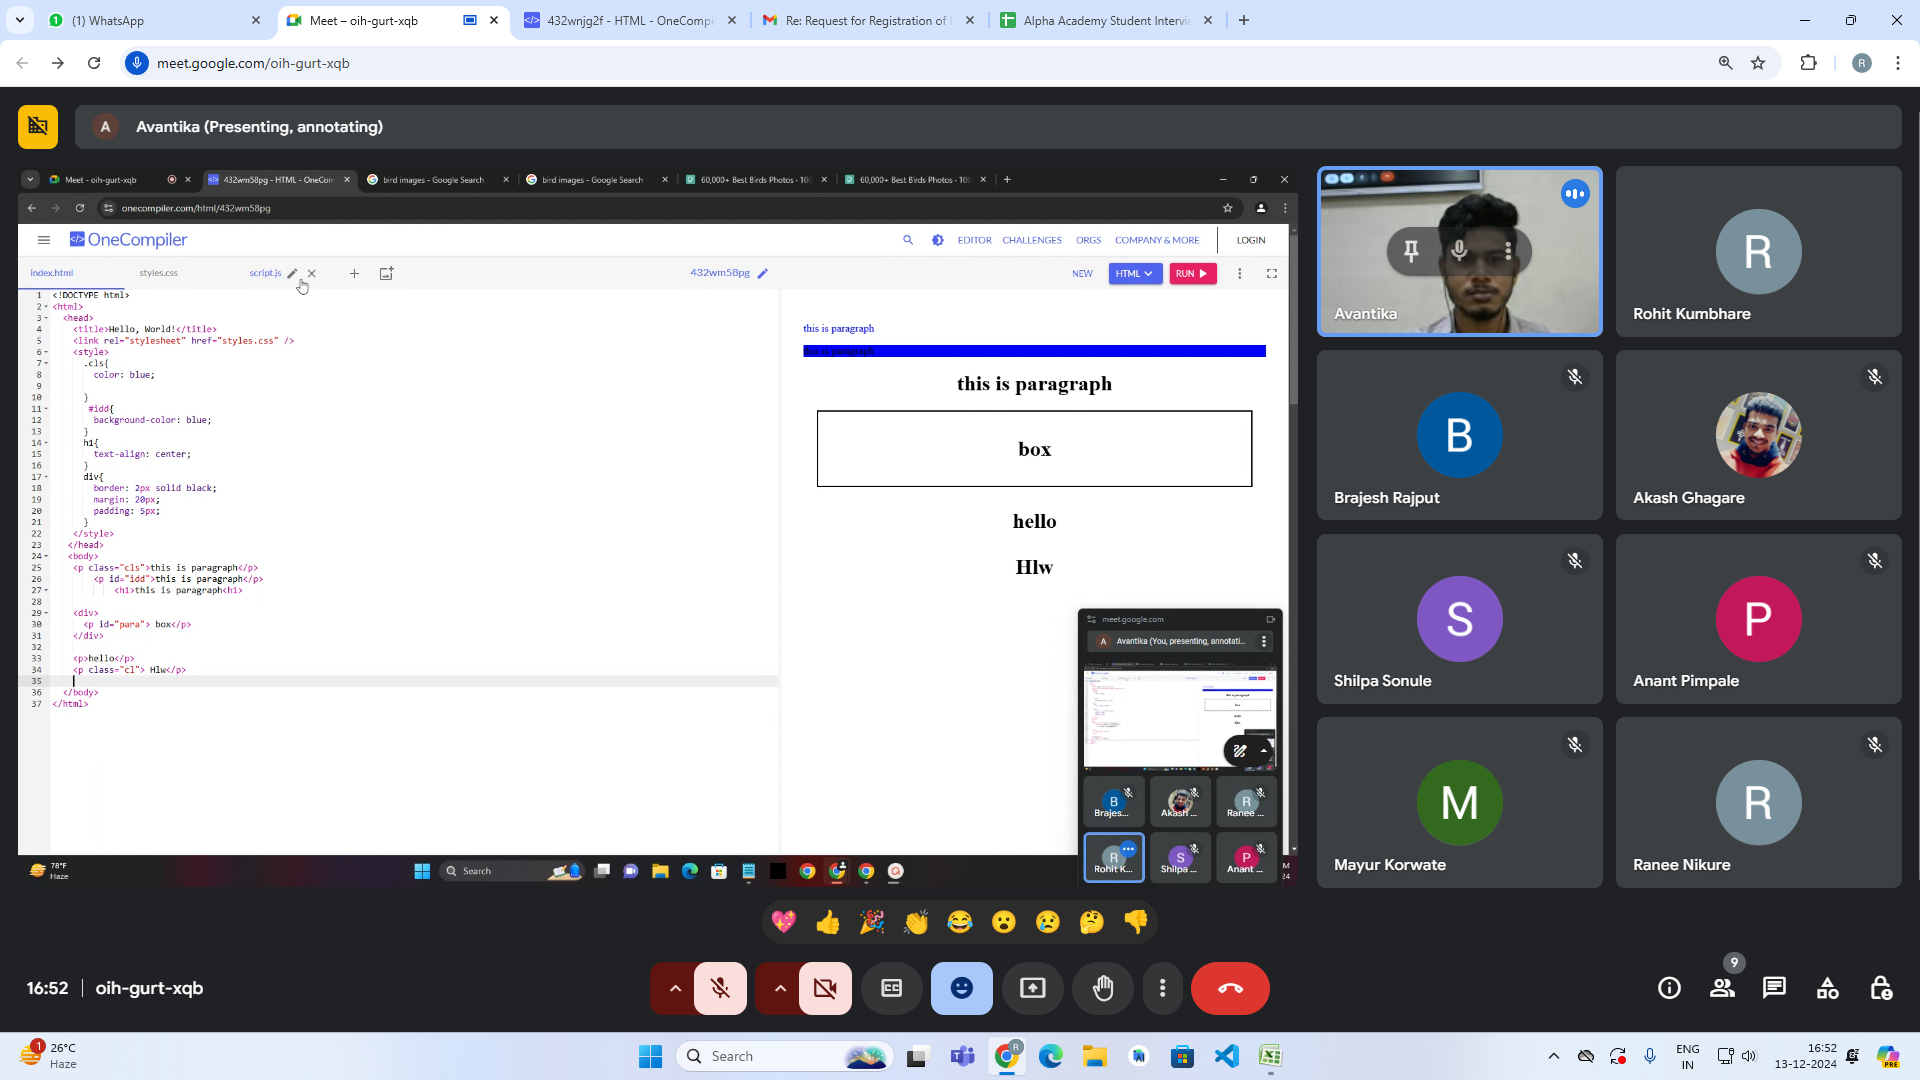 (1) WhatsApp
Meet – oih-gurt-xqb
432wnjg2f - HTML - OneCompi
Re: Request for Registration of
Alpha Academy Student Intervi
meet.google.com/oih-gurt-xqb
R
A
Avantika (Presenting, annotating)
Meet - oih-gurt-xqb
432wm58pg - HTML - OneCom
bird images - Google Search
bird images - Google Search
60,000+ Best Birds Photos · 100
60,000+ Best Birds Photos · 100
onecompiler.com/html/432wm58pg
OneCompiler
EDITOR
CHALLENGES
ORGS
COMPANY & MORE
LOGIN
index.html
styles.css
script.js
432wm58pg
NEW
HTML
RUN
1 <!DOCTYPE html>
2 <html>
3 <head>
4 <title>Hello, World!</title>
5 <link rel="stylesheet" href="styles.css" />
6 <style>
7 .cls{
8 color: blue;
9
10 }
11 #idd{
12 background-color: blue;
13 }
14 h1{
15 text-align: center;
16 }
17 div{
18 border: 2px solid black;
19 margin: 20px;
20 padding: 5px;
21 }
22 </style>
23 </head>
24 <body>
25 <p class="cls">this is paragraph</p>
26 <p id="idd">this is paragraph</p>
27 <h1>this is paragraph<h1>
28
29 <div>
30 <p id="para"> box</p>
31 </div>
32
33 <p>hello</p>
34 <p class="cl"> Hlw</p>
35
36 </body>
37 </html>
this is paragraph
this is paragraph
this is paragraph
box
hello
Hlw
meet.google.com
A
Avantika (You, presenting, annotati...
B
Brajes...
Akash ...
R
Ranee ...
R
Rohit K...
S
Shilpa ...
P
Anant ...
78°F
Haze
Search
Avantika
R
Rohit Kumbhare
B
Brajesh Rajput
Akash Ghagare
S
Shilpa Sonule
P
Anant Pimpale
M
Mayur Korwate
R
Ranee Nikure
16:52
oih-gurt-xqb
9
1
26°C
Haze
Search
R
ENG
IN
16:52
13-12-2024
PRE